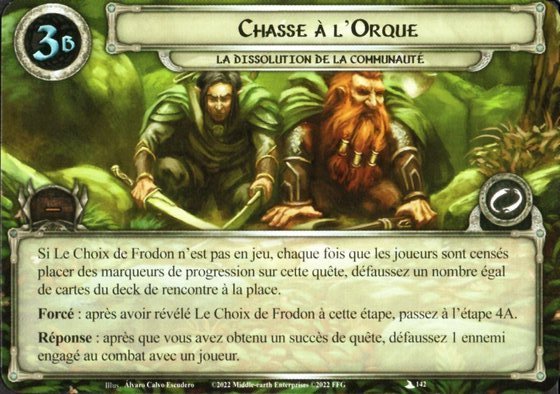 3B
CHASSE À L'ORQUE
LA DISSOLUTION DE LA COMMUNAUTÉ
–
Si Le Choix de Frodon n'est pas en jeu, chaque fois que les joueurs sont censés
placer des marqueurs de progression sur cette quête, défaussez un nombre égal
de cartes du deck de rencontre à la place.
Forcé : après avoir révélé Le Choix de Frodon à cette étape, passez à l'étape 4A.
Réponse : après que vous avez obtenu un succès de quête, défaussez 1 ennemi
engagé au combat avec un joueur.
Illus. Álvaro Calvo Escudero ©2022 Middle-earth Enterprises ©2022 FFG 142